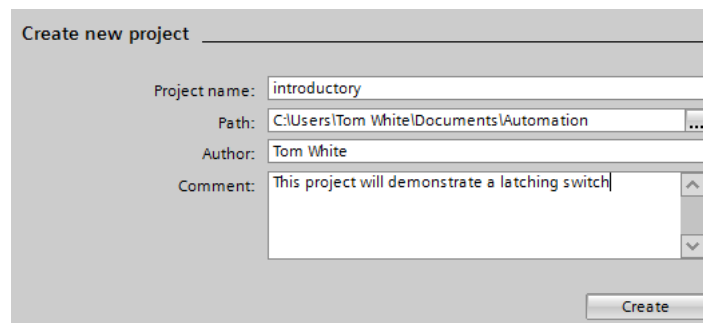 Create new project
Project name: introductory
Path: C:\Users\Tom White\Documents\Automation ...
Author: Tom White
Comment: This project will demonstrate a latching switch
Create